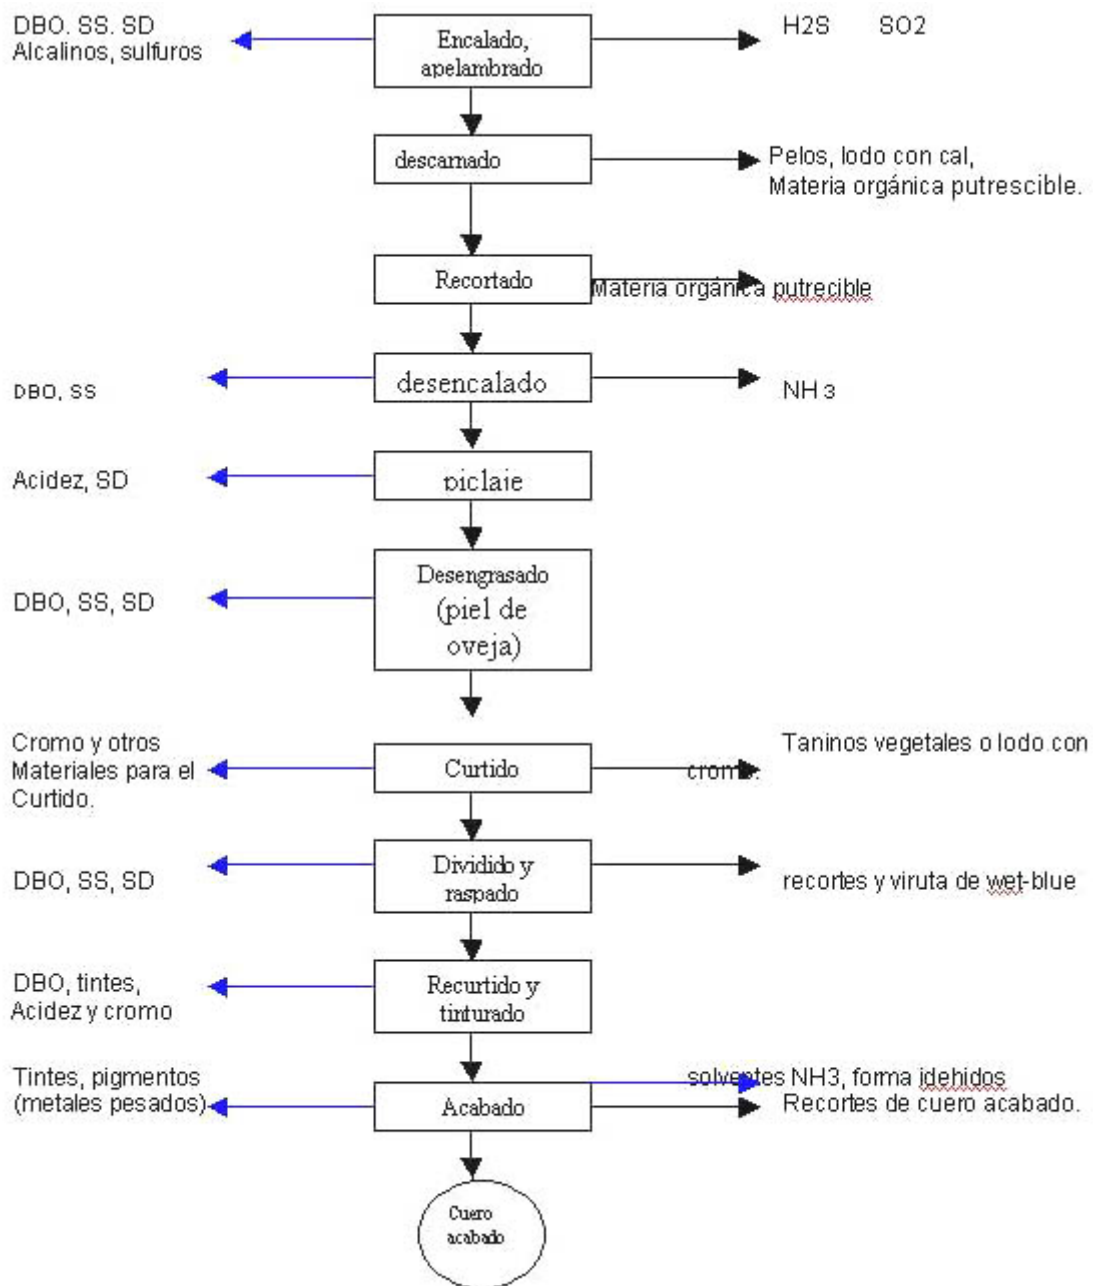 DBO. SS. SD
Alcalinos, sulfuros
Encalado,
apelambrado
H2S SO2
descarnado
Pelos, lodo con cal,
Materia orgánica putrescible.
Recortado
Materia orgánica putrecible
DBO, SS
desencalado
NH 3
Acidez, SD
piclaje
DBO, SS, SD
Desengrasado
(piel de
oveja)
Cromo y otros
Materiales para el
Curtido.
Curtido
Taninos vegetales o lodo con
cromo.
DBO, SS, SD
Dividido y
raspado
recortes y viruta de wet-blue
DBO, tintes,
Acidez y cromo
Recurtido y
tinturado
Tintes, pigmentos
(metales pesados)
Acabado
solventes NH3, forma idehidos
Recortes de cuero acabado.
Cuero
acabado